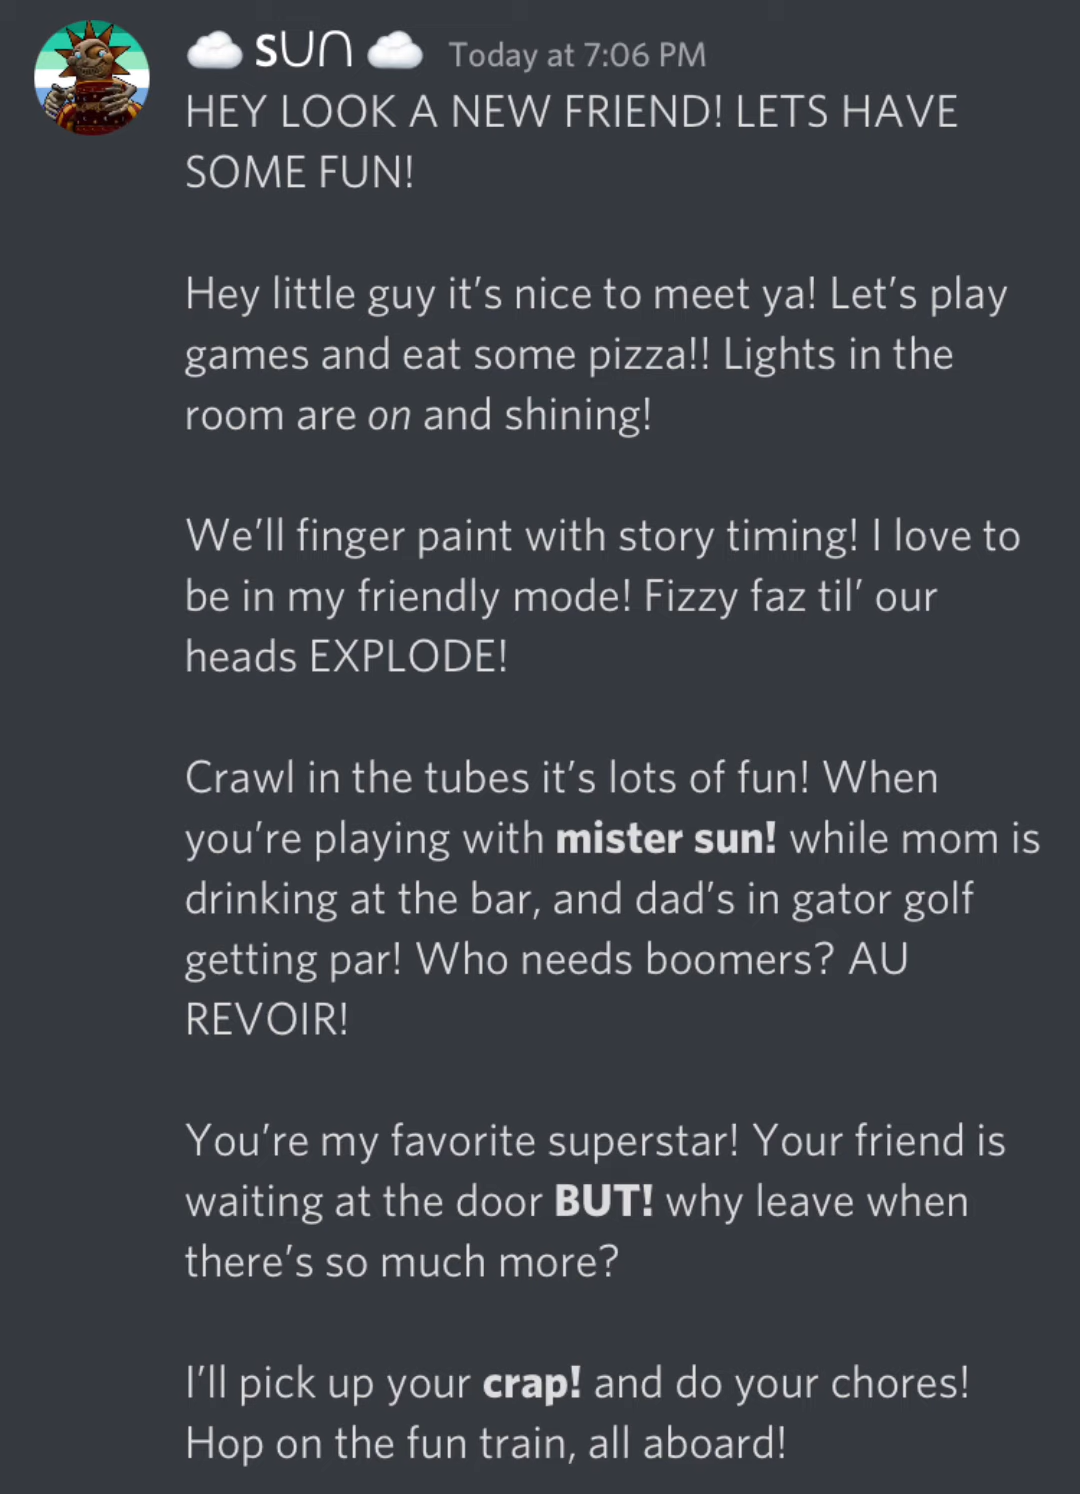 ☁️ sUN ☁️ Today at 7:06 PM
HEY LOOK A NEW FRIEND! LETS HAVE
SOME FUN!
Hey little guy it’s nice to meet ya! Let’s play
games and eat some pizza!! Lights in the
room are on and shining!
We’ll finger paint with story timing! I love to
be in my friendly mode! Fizzy faz til’ our
heads EXPLODE!
Crawl in the tubes it’s lots of fun! When
you’re playing with mister sun! while mom is
drinking at the bar, and dad’s in gator golf
getting par! Who needs boomers? AU
REVOIR!
You’re my favorite superstar! Your friend is
waiting at the door BUT! why leave when
there’s so much more?
I’ll pick up your crap! and do your chores!
Hop on the fun train, all aboard!